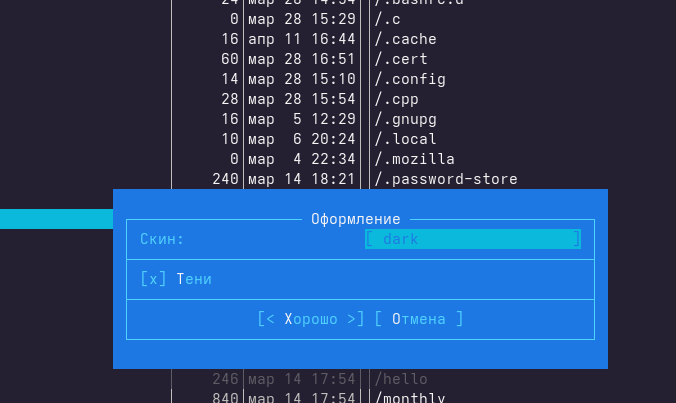 24 мар 28 14:54 /.bashrc.d
0 мар 28 15:29 /.c
16 апр 11 16:44 /.cache
60 мар 28 16:51 /.cert
14 мар 28 15:10 /.config
28 мар 28 15:54 /.cpp
16 мар 5 12:29 /.gnupg
10 мар 6 20:24 /.local
0 мар 4 22:34 /.mozilla
240 мар 14 18:21 /.password-store
Оформление
Скин: [ dark ]
[x] Тени
[< Хорошо >] [ Отмена ]
246 мар 14 17:54 /hello
840 мар 14 17:54 /monthly